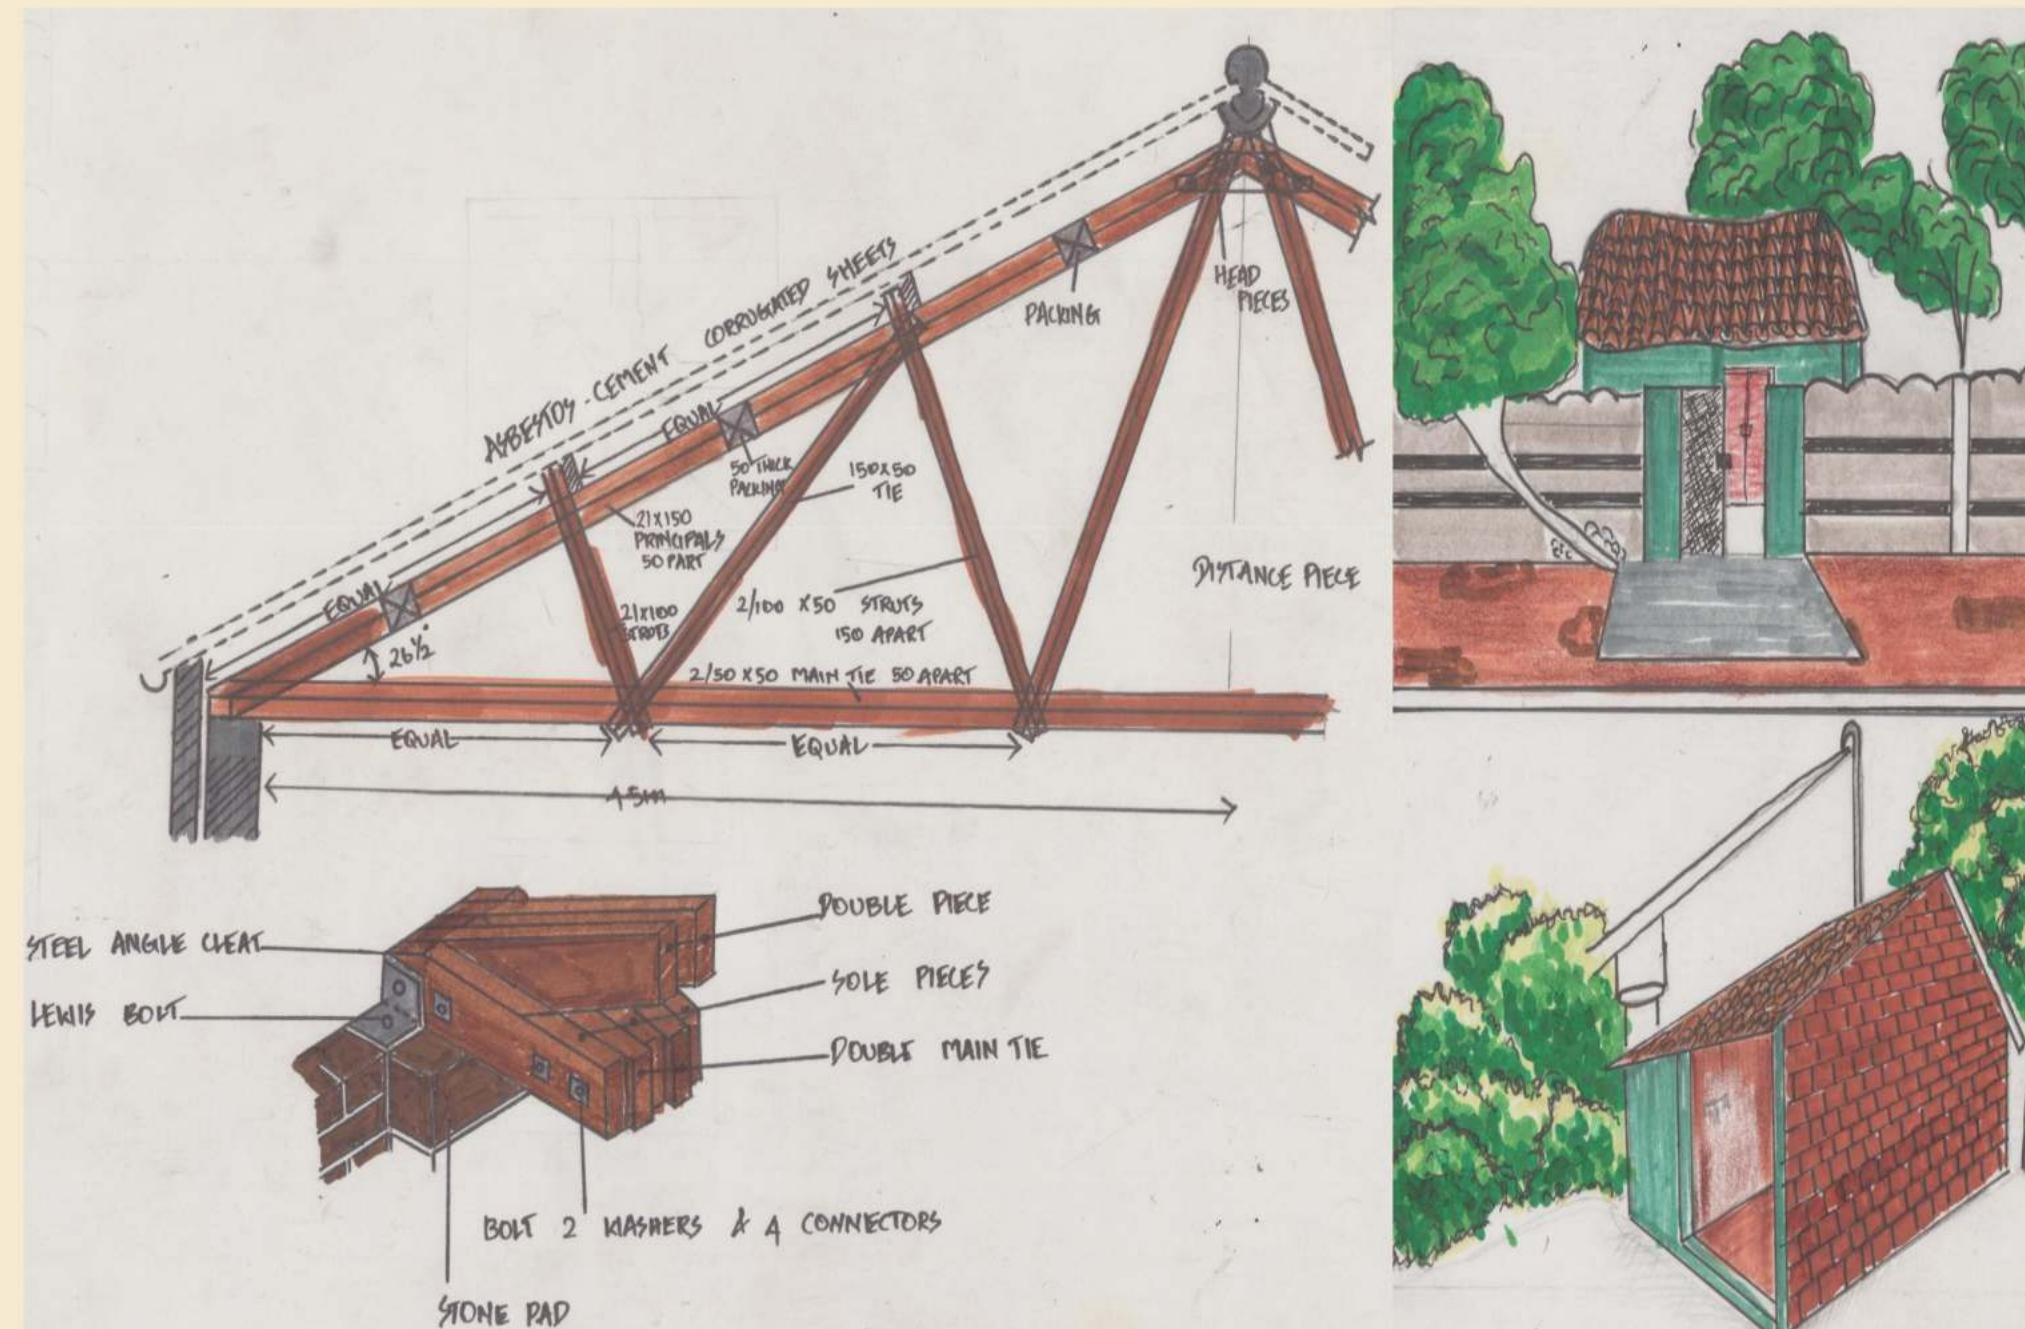 ASBESTOS-CEMENT CORRUGATED SHEETS
HEAD
PIECES
PACKING
EQUAL
50 THICK
PACKING
150X50
TIE
21X150
PRINCIPALS
50 PART
DISTANCE PIECE
EQUAL
21X100
STRUTS
2/100 X50 STRUTS
150 APART
26½°
2/50 X50 MAIN TIE 50 APART
EQUAL
EQUAL
4.5m
DOUBLE PIECE
STEEL ANGLE CLEAT
SOLE PIECES
LEWIS BOLT
DOUBLE MAIN TIE
BOLT 2 WASHERS & 4 CONNECTORS
STONE PAD